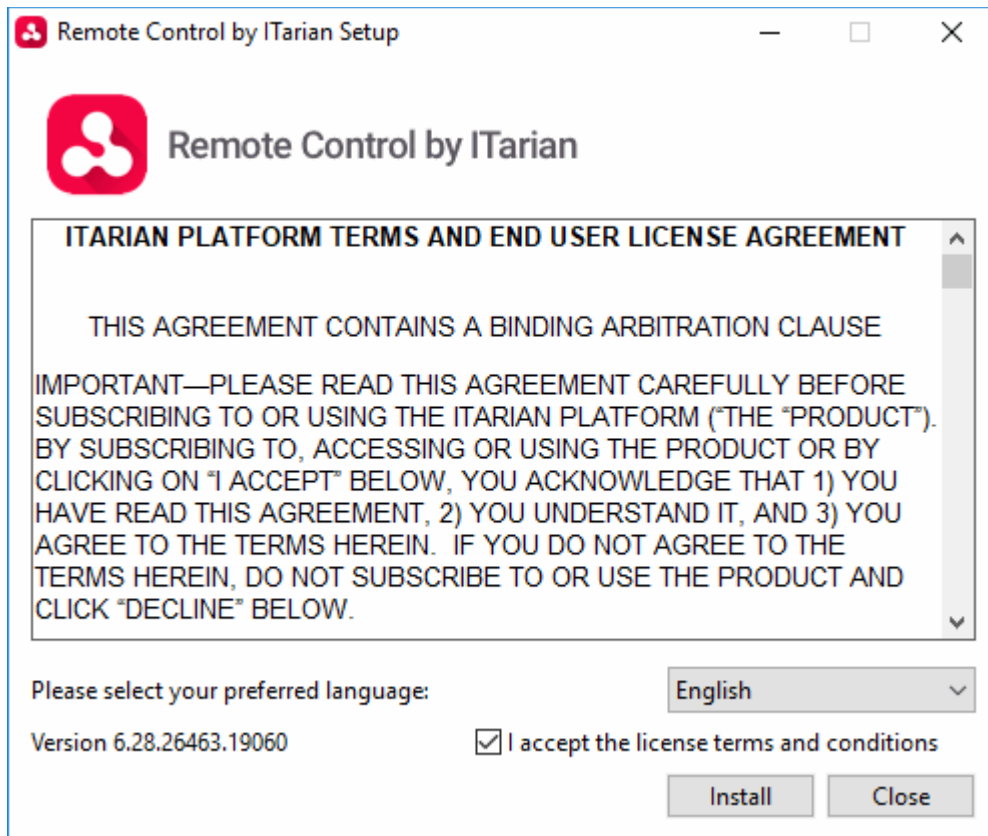 Remote Control by ITarian Setup
Remote Control by ITarian
ITARIAN PLATFORM TERMS AND END USER LICENSE AGREEMENT
THIS AGREEMENT CONTAINS A BINDING ARBITRATION CLAUSE
IMPORTANT—PLEASE READ THIS AGREEMENT CAREFULLY BEFORE
SUBSCRIBING TO OR USING THE ITARIAN PLATFORM (“THE “PRODUCT”).
BY SUBSCRIBING TO, ACCESSING OR USING THE PRODUCT OR BY
CLICKING ON “I ACCEPT” BELOW, YOU ACKNOWLEDGE THAT 1) YOU
HAVE READ THIS AGREEMENT, 2) YOU UNDERSTAND IT, AND 3) YOU
AGREE TO THE TERMS HEREIN.  IF YOU DO NOT AGREE TO THE
TERMS HEREIN, DO NOT SUBSCRIBE TO OR USE THE PRODUCT AND
CLICK “DECLINE” BELOW.
Please select your preferred language:
English
Version 6.28.26463.19060
I accept the license terms and conditions
Install
Close